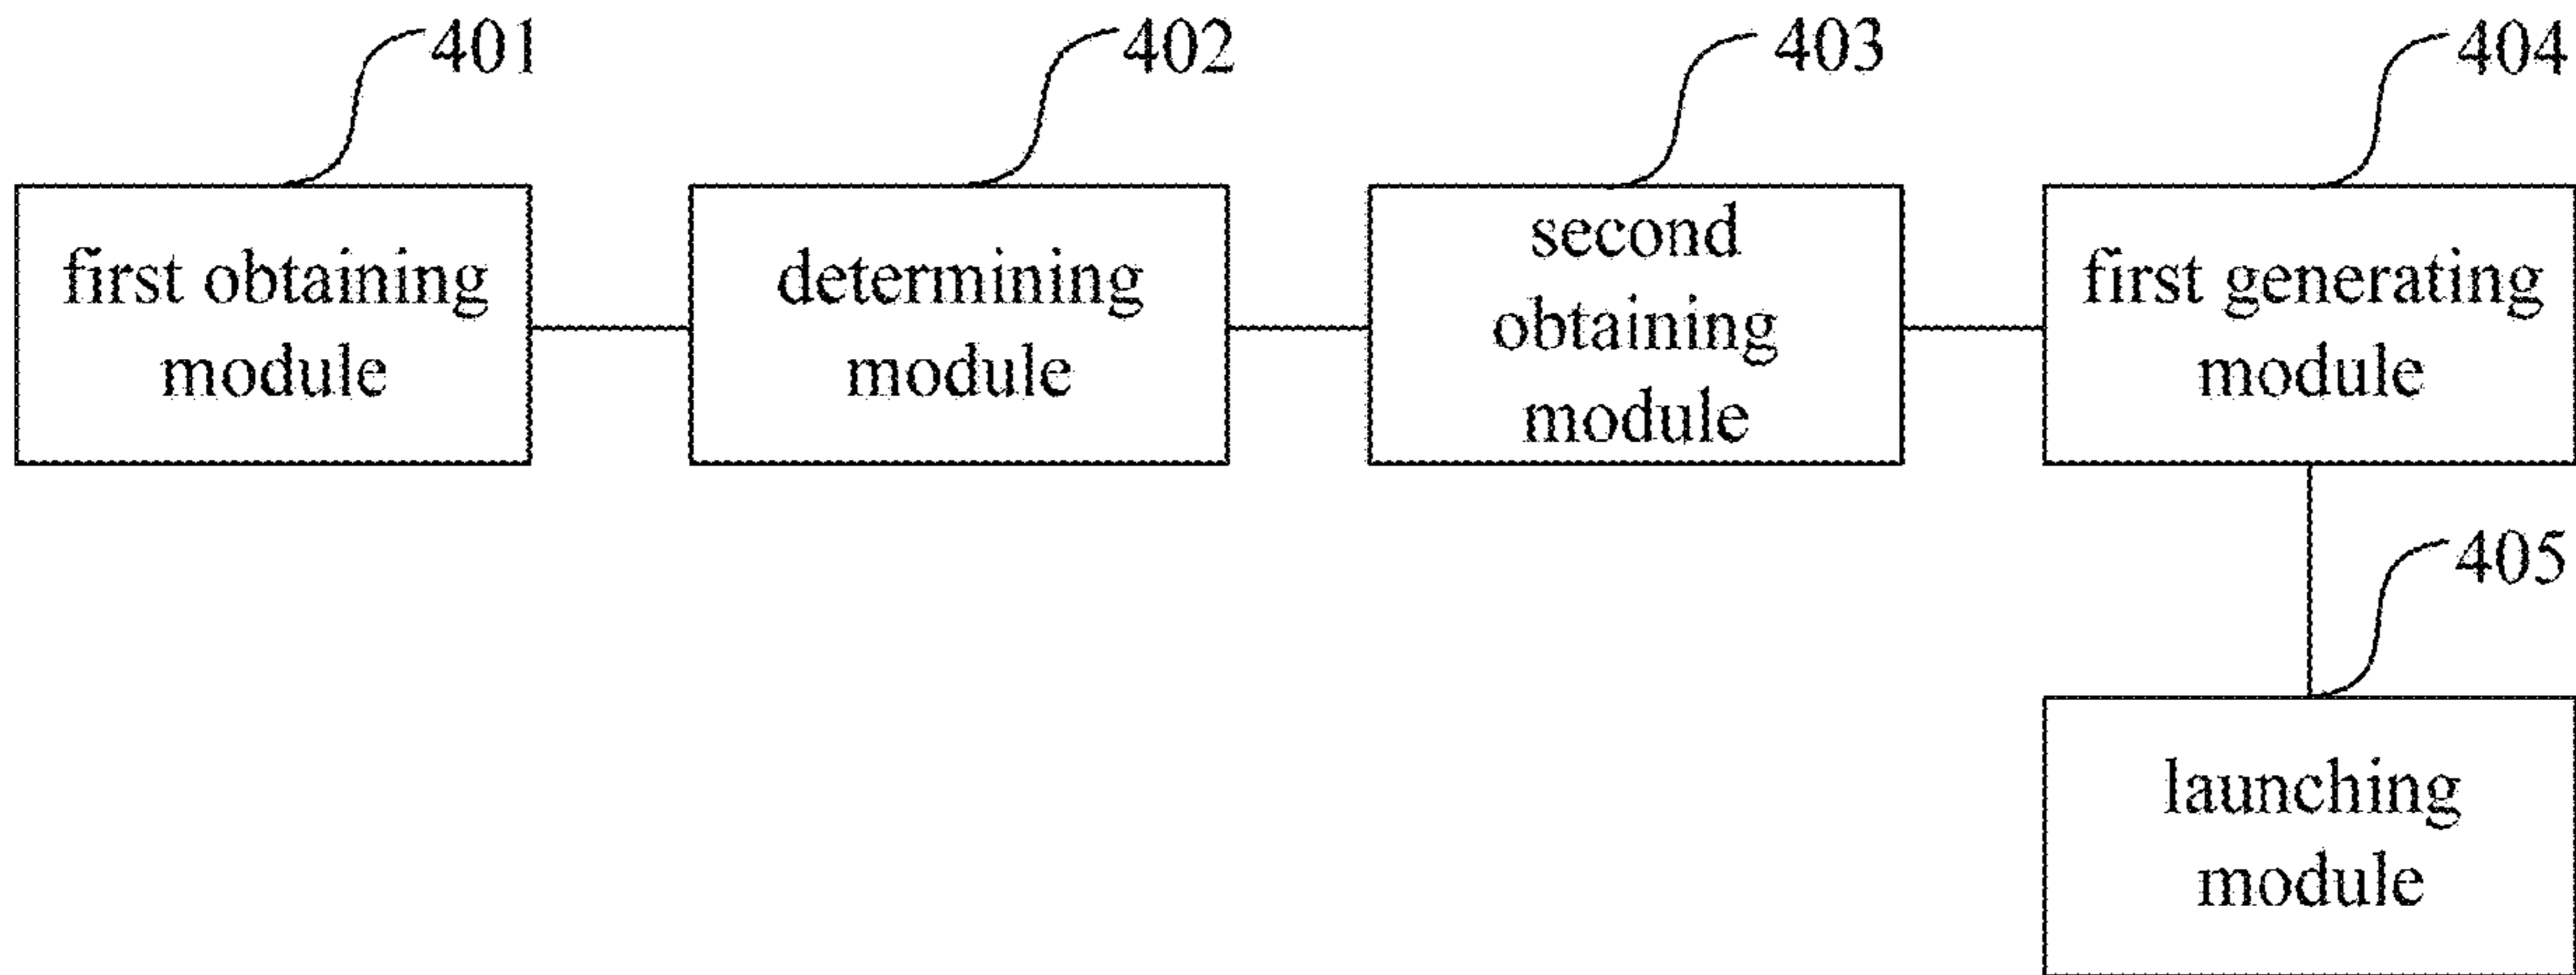 401
402
403
404
first obtaining
module
determining
module
second
obtaining
module
first generating
module
405
launching
module